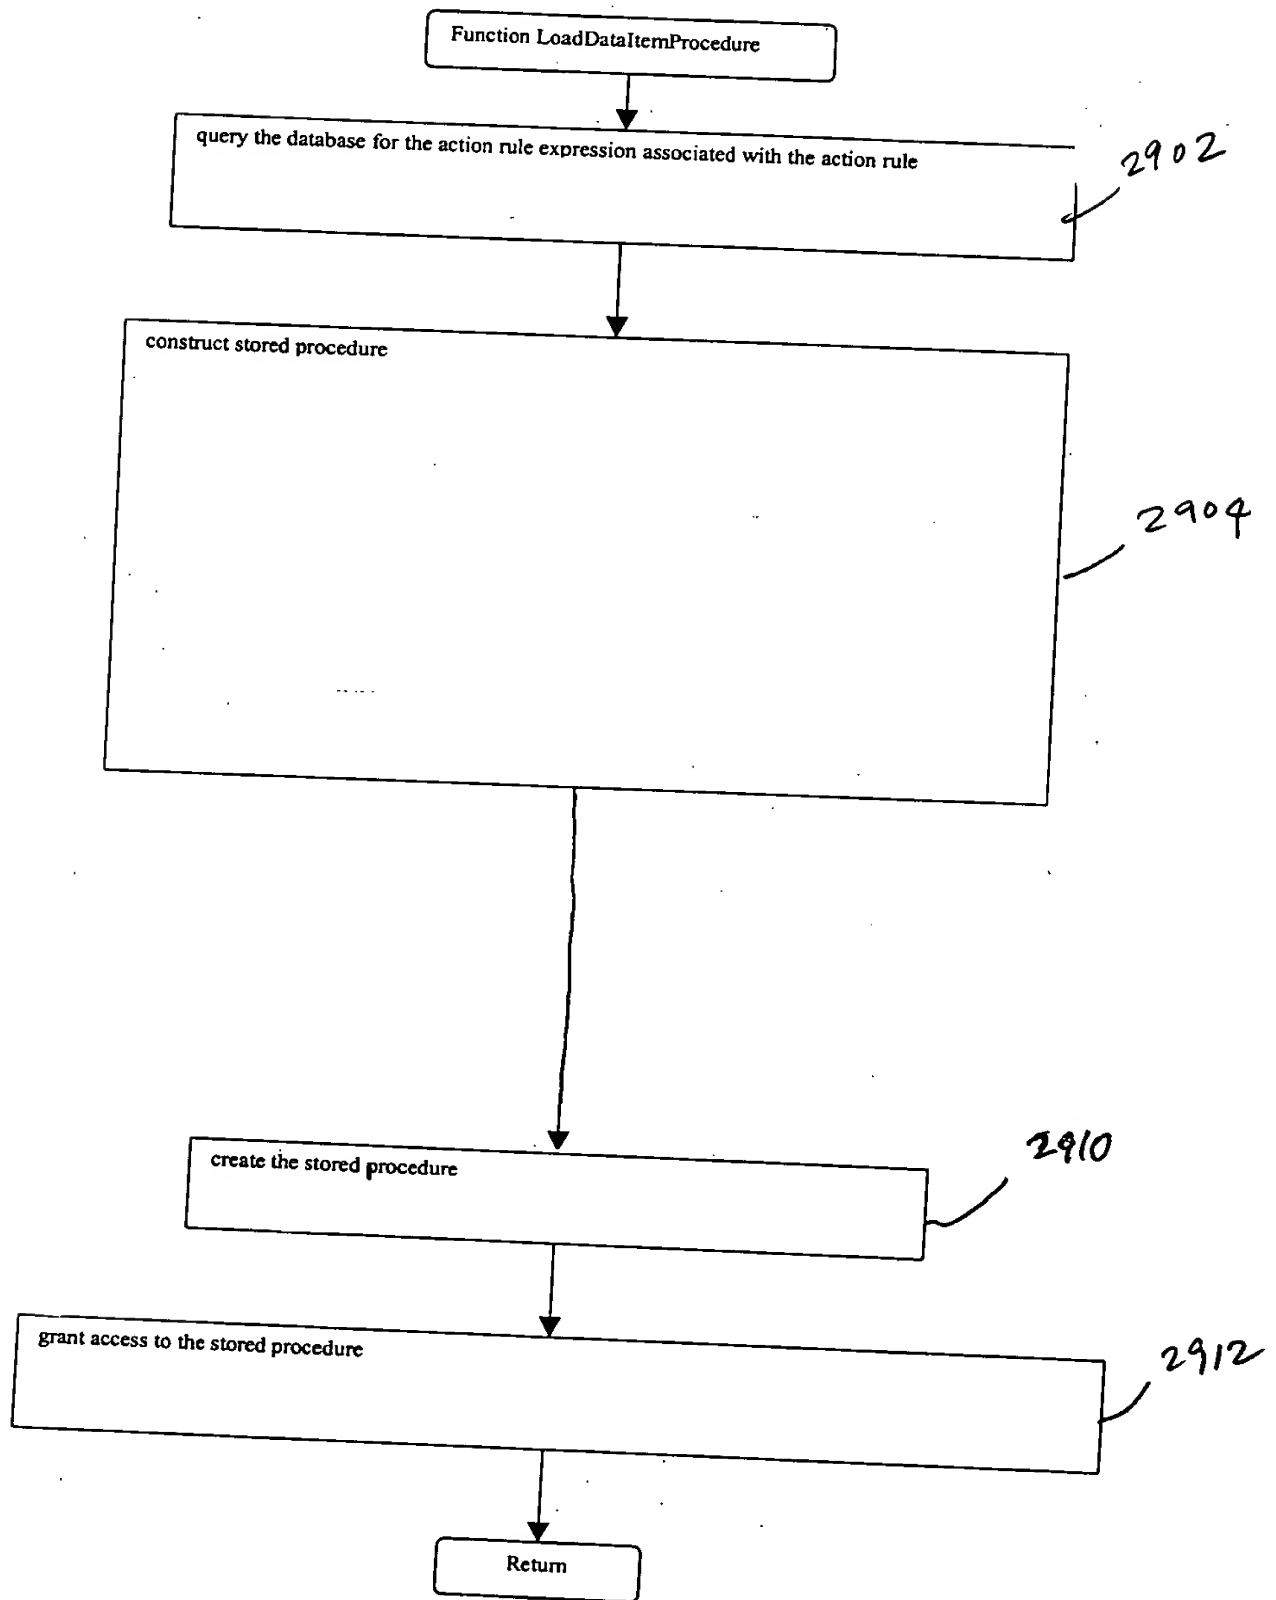 Function LoadDataItemProcedure
query the database for the action rule expression associated with the action rule
2902
construct stored procedure
2904
create the stored procedure
2910
grant access to the stored procedure
2912
Return